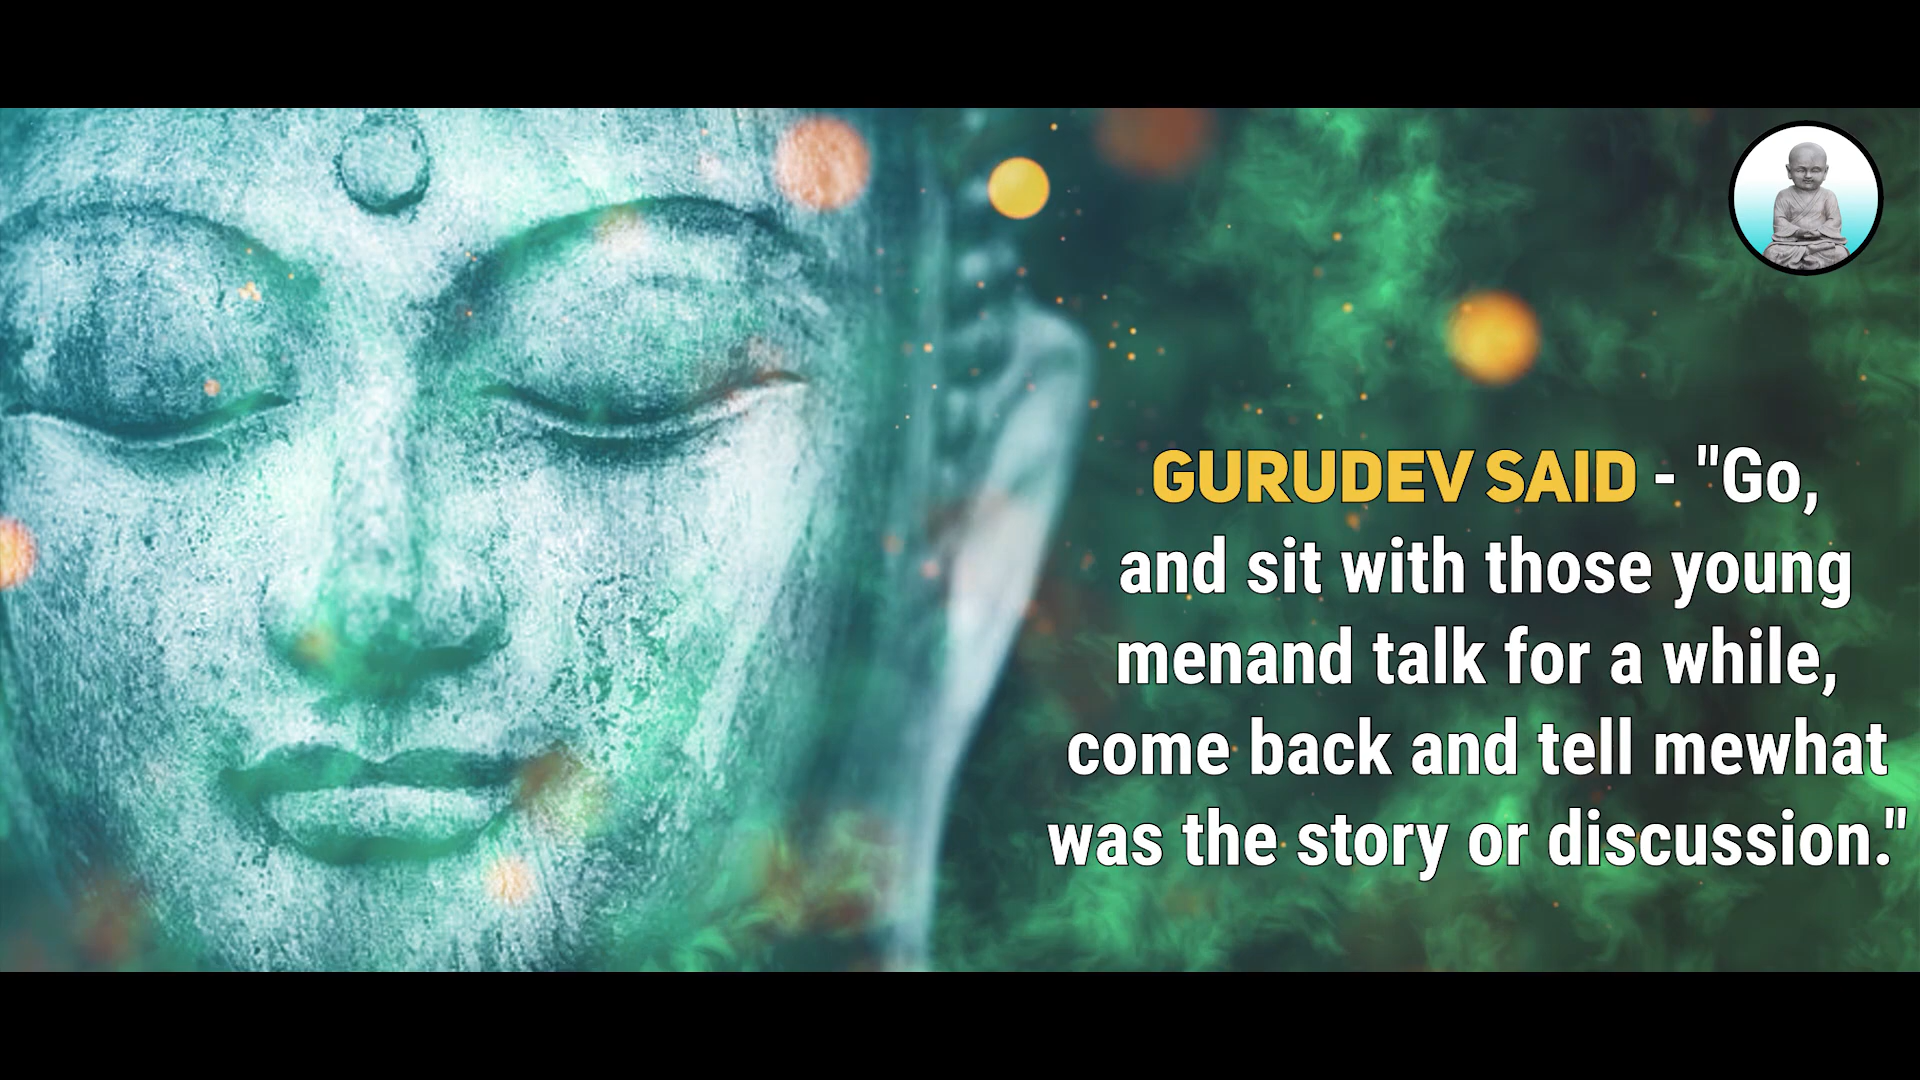 GURUDEV SAID - "Go,
and sit with those young
menand talk for a while,
come back and tell mewhat
was the story or discussion."